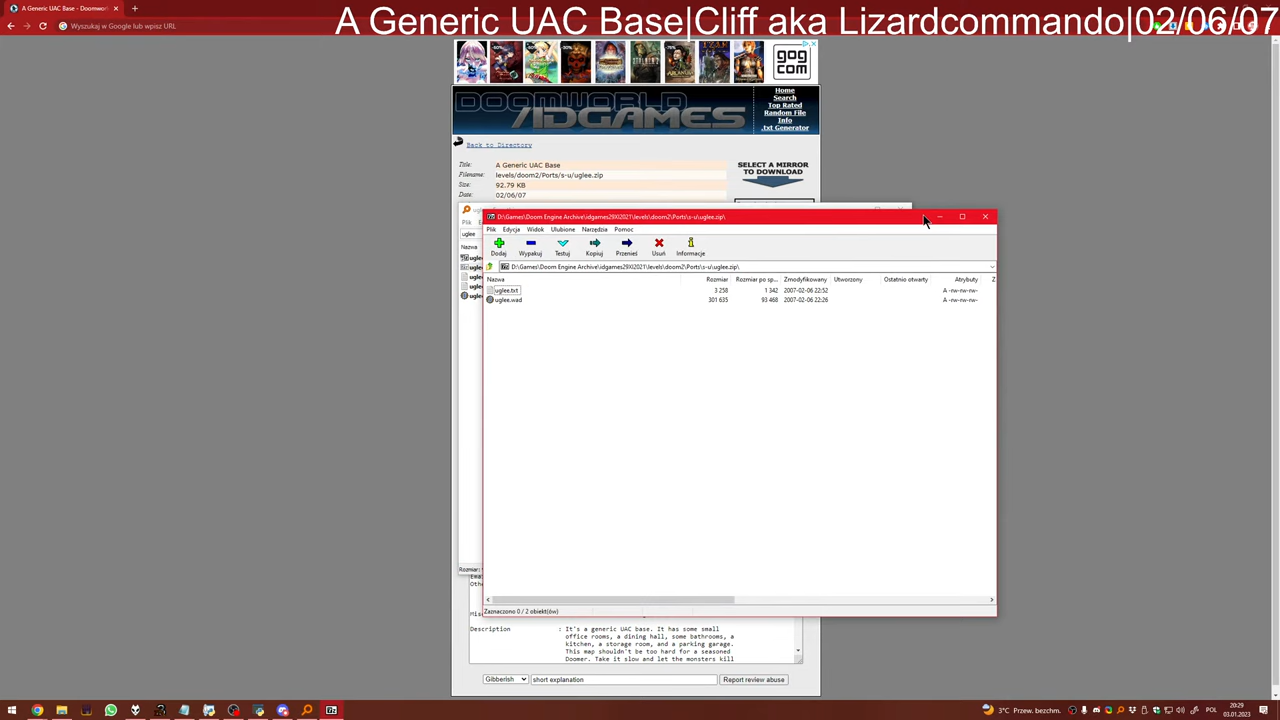 A Generic UAC Base|Cliff aka Lizardcommando|02/06/07
A Generic UAC Base - Doomw
Wyszukaj w Google lub wpisz URL
GOG
COM
DOOMWORLD
/IDGAMES
Home
Search
Top Rated
Random File
Info
.txt Generator
Back to Directory
Title: A Generic UAC Base
Filename: levels/doom2/Ports/s-u/uglee.zip
Size: 92.79 KB
Date: 02/06/07
SELECT A MIRROR
TO DOWNLOAD
Plik
uglee
Nazwa
D:\Games\Doom Engine Archive\idgames29XI2021\levels\doom2\Ports\s-u\uglee.zip\
Plik Edycja Widok Ulubione Narzędzia Pomoc
Dodaj Wypakuj Testuj Kopiuj Przenieś Usuń Informacje
D:\Games\Doom Engine Archive\idgames29XI2021\levels\doom2\Ports\s-u\uglee.zip\
Nazwa Rozmiar Rozmiar po sp... Zmodyfikowany Utworzony Ostatnio otwarty Atrybuty Z
uglee.txt 3 258 1 342 2007-02-06 22:52 A -rw-rw-rw-
uglee.wad 301 635 93 468 2007-02-06 22:26 A -rw-rw-rw-
Zaznaczono 0 / 2 obiekt(ów)
Description : It's a generic UAC base. It has some small
office rooms, a dining hall, some bathrooms, a
kitchen, a storage room, and a parking garage.
This map shouldn't be too hard for a seasoned
Doomer. Take it slow and let the monsters kill
Gibberish short explanation Report review abuse
3°C Przew. bezchm. POL 20:29
03.01.2023